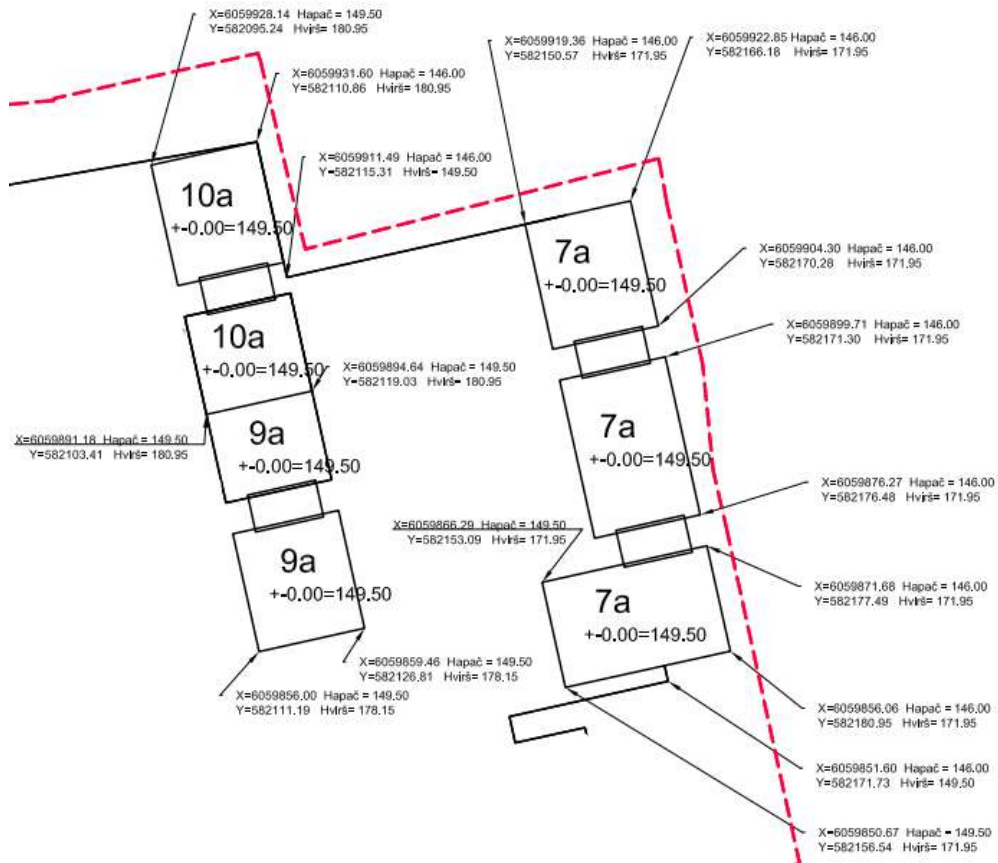 X=6059928.14 Hapač = 149.50
Y=582095.24 Hvirš= 180.95
X=6059919.36 Hapač = 146.00
Y=582150.57 Hvirš= 171.95
X=6059922.85 Hapač = 146.00
Y=582166.18 Hvirš= 171.95
X=6059931.60 Hapač = 146.00
Y=582110.86 Hvirš= 180.95
X=6059911.49 Hapač = 146.00
Y=582115.31 Hvirš= 149.50
10a
+-0.00=149.50
7a
+-0.00=149.50
X=6059904.30 Hapač = 146.00
Y=582170.28 Hvirš= 171.95
X=6059899.71 Hapač = 146.00
Y=582171.30 Hvirš= 171.95
10a
+-0.00=149.50
X=6059894.64 Hapač = 149.50
Y=582119.03 Hvirš= 180.95
X=6059891.18 Hapač = 149.50
Y=582103.41 Hvirš= 180.95
9a
+-0.00=149.50
7a
+-0.00=149.50
X=6059876.27 Hapač = 146.00
Y=582176.48 Hvirš= 171.95
X=6059866.29 Hapač = 149.50
Y=582153.09 Hvirš= 171.95
9a
+-0.00=149.50
7a
+-0.00=149.50
X=6059871.68 Hapač = 146.00
Y=582177.49 Hvirš= 171.95
X=6059859.46 Hapač = 149.50
Y=582126.81 Hvirš= 178.15
X=6059856.00 Hapač = 149.50
Y=582111.19 Hvirš= 178.15
X=6059856.06 Hapač = 146.00
Y=582180.95 Hvirš= 171.95
X=6059851.60 Hapač = 146.00
Y=582171.73 Hvirš= 149.50
X=6059850.67 Hapač = 149.50
Y=582156.54 Hvirš= 171.95